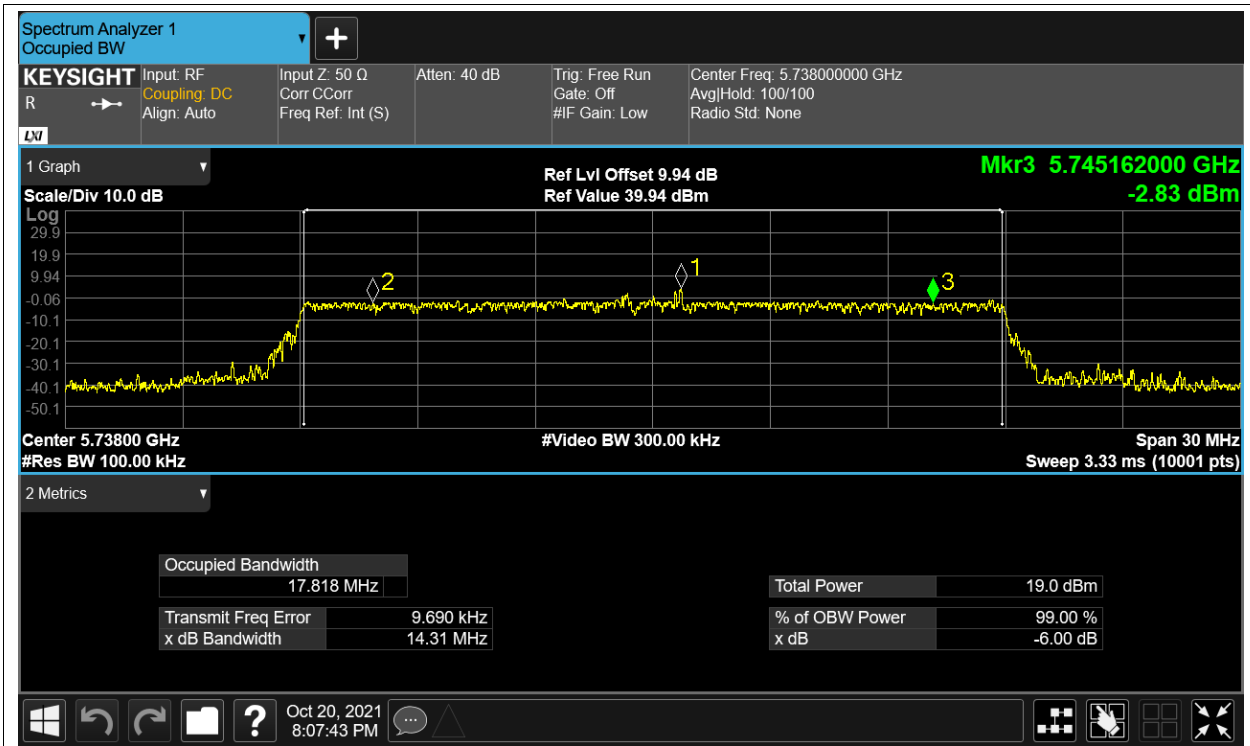 Spectrum Analyzer 1
Occupied BW
KEYSIGHT
R
LXI
Input: RF
Coupling: DC
Align: Auto
Input Z: 50 Ω
Corr CCorr
Freq Ref: Int (S)
Atten: 40 dB
Trig: Free Run
Gate: Off
#IF Gain: Low
Center Freq: 5.738000000 GHz
Avg|Hold: 100/100
Radio Std: None
1 Graph
Scale/Div 10.0 dB
Ref Lvl Offset 9.94 dB
Ref Value 39.94 dBm
Mkr3 5.745162000 GHz
-2.83 dBm
Log
29.9
19.9
9.94
-0.06
-10.1
-20.1
-30.1
-40.1
-50.1
2
1
3
Center 5.73800 GHz
#Video BW 300.00 kHz
Span 30 MHz
#Res BW 100.00 kHz
Sweep 3.33 ms (10001 pts)
2 Metrics
Occupied Bandwidth
17.818 MHz
Total Power 19.0 dBm
Transmit Freq Error 9.690 kHz
% of OBW Power 99.00 %
x dB Bandwidth 14.31 MHz
x dB -6.00 dB
?
Oct 20, 2021
8:07:43 PM